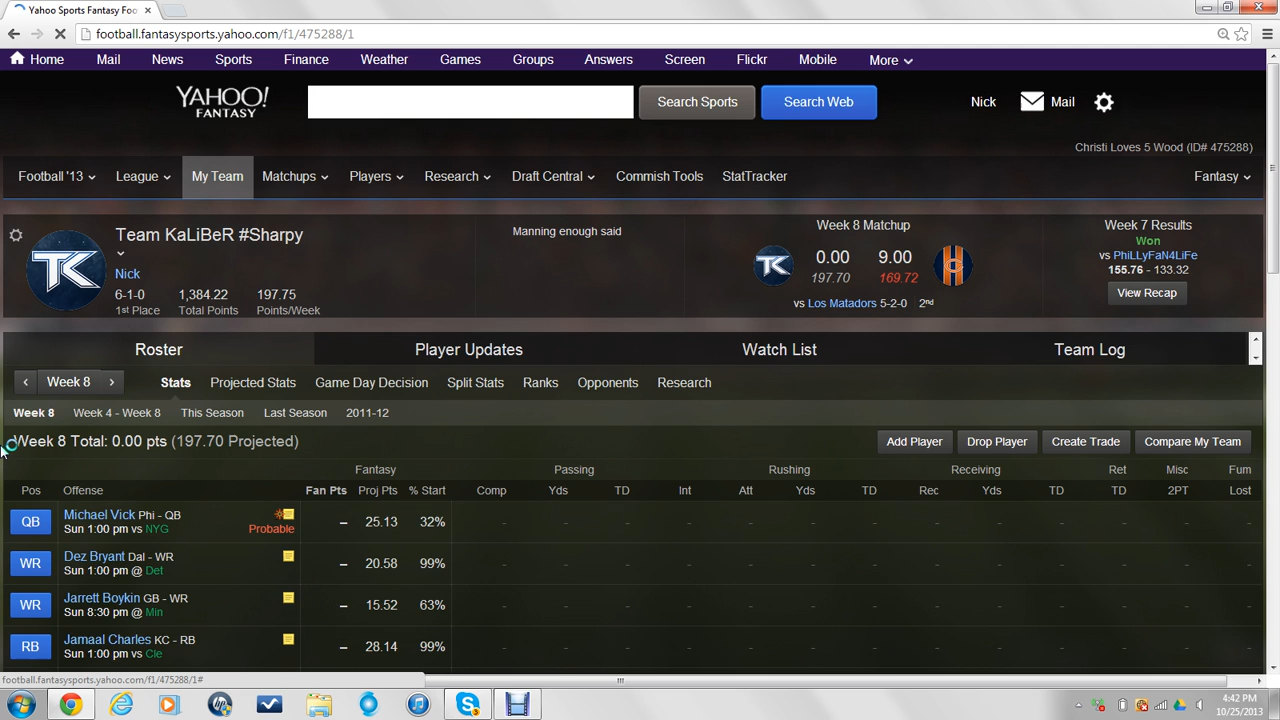 Yahoo Sports Fantasy Foo
football.fantasysports.yahoo.com/f1/475288/1
Home Mail News Sports Finance Weather Games Groups Answers Screen Flickr Mobile More
YAHOO! FANTASY
Search Sports Search Web
Nick Mail
Christi Loves 5 Wood (ID# 475288)
Football '13 League My Team Matchups Players Research Draft Central Commish Tools StatTracker Fantasy
TK
Team KaLiBeR #Sharpy
Nick
6-1-0 1,384.22 197.75
1st Place Total Points Points/Week
Manning enough said
Week 8 Matchup
TK 0.00 9.00
197.70 169.72
vs Los Matadors 5-2-0 2nd
Week 7 Results
Won
vs PhiLLyFaN4LiFe
155.76 - 133.32
View Recap
Roster Player Updates Watch List Team Log
Week 8 Stats Projected Stats Game Day Decision Split Stats Ranks Opponents Research
Week 8 Week 4 - Week 8 This Season Last Season 2011-12
Week 8 Total: 0.00 pts (197.70 Projected) Add Player Drop Player Create Trade Compare My Team
Fantasy Passing Rushing Receiving Ret Misc Fum
Pos Offense Fan Pts Proj Pts % Start Comp Yds TD Int Att Yds TD Rec Yds TD TD 2PT Lost
QB Michael Vick Phi - QB – 25.13 32% - - - - - - - - - - - - -
Sun 1:00 pm vs NYG Probable
WR Dez Bryant Dal - WR – 20.58 99% - - - - - - - - - - - - -
Sun 1:00 pm @ Det
WR Jarrett Boykin GB - WR – 15.52 63% - - - - - - - - - - - - -
Sun 8:30 pm @ Min
RB Jamaal Charles KC - RB – 28.14 99% - - - - - - - - - - - - -
Sun 1:00 pm vs Cle
football.fantasysports.yahoo.com/f1/475288/1#
4:42 PM
10/25/2013